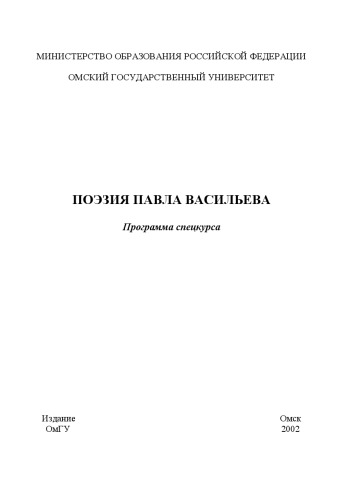 МИНИСТЕРСТВО ОБРАЗОВАНИЯ РОССИЙСКОЙ ФЕДЕРАЦИИ
ОМСКИЙ ГОСУДАРСТВЕННЫЙ УНИВЕРСИТЕТ
ПОЭЗИЯ ПАВЛА ВАСИЛЬЕВА
Программа спецкурса
Издание Омск
ОмГУ 2002